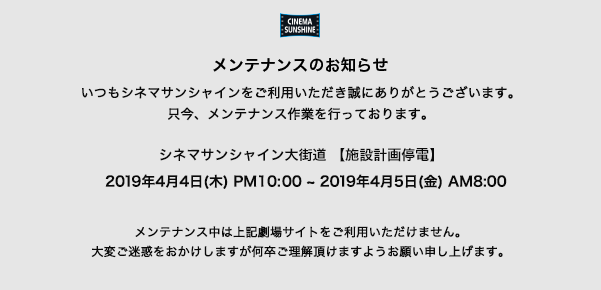 CINEMA
SUNSHINE
メンテナンスのお知らせ
いつもシネマサンシャインをご利用いただき誠にありがとうございます。
只今、メンテナンス作業を行っております。
シネマサンシャイン大街道 【施設計画停電】
2019年4月4日(木) PM10:00 ~ 2019年4月5日(金) AM8:00
メンテナンス中は上記劇場サイトをご利用いただけません。
大変ご迷惑をおかけしますが何卒ご理解頂けますようお願い申し上げます。